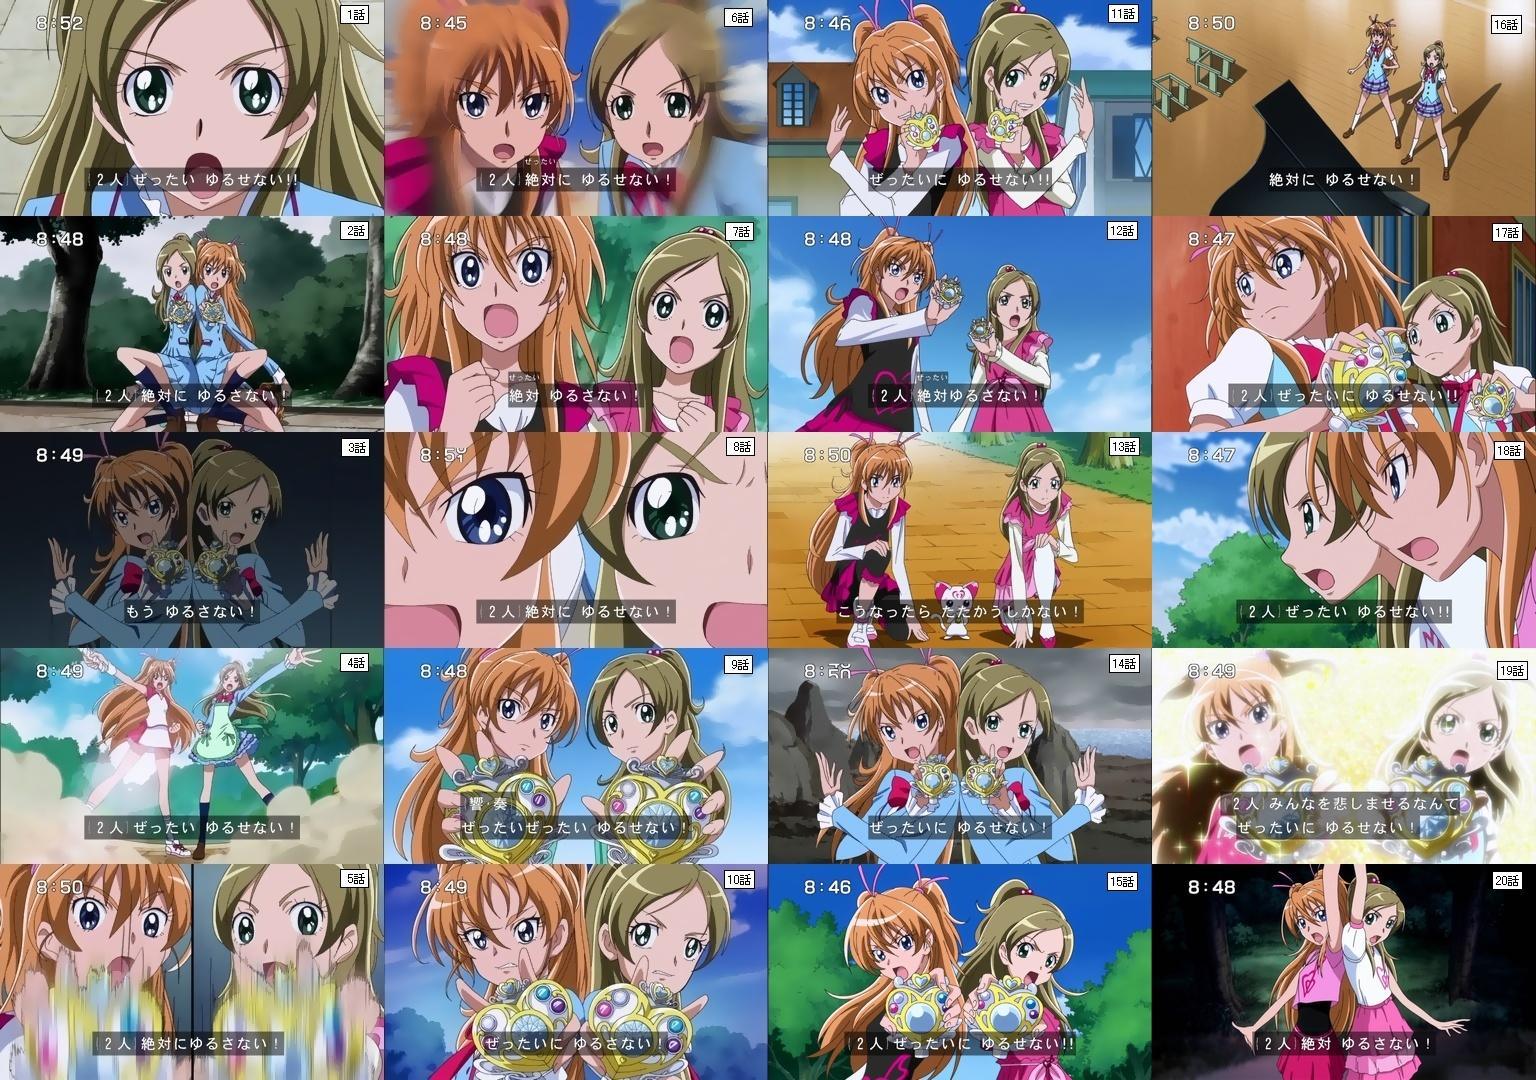 8:52
1話
〔2人〕ぜったい ゆるせない!!
8:45
6話
ぜったい
〔2人〕絶対に ゆるせない！
8:46
11話
ぜったいに ゆるせない!!
8:50
16話
絶対に ゆるせない！
8:48
2話
〔2人〕絶対に ゆるさない！
8:48
7話
ぜったい
絶対 ゆるさない！
8:48
12話
ぜったい
〔2人〕絶対ゆるさない！
8:47
17話
〔2人〕ぜったいに ゆるせない!!
8:49
3話
もう ゆるさない！
8話
〔2人〕絶対に ゆるせない！
8:50
13話
こうなったら たたかうしかない！
8:47
18話
〔2人〕ぜったい ゆるせない!!
8:49
4話
〔2人〕ぜったい ゆるせない！
8:48
9話
〔響･奏〕
ぜったいぜったい ゆるせない！
14話
ぜったいに ゆるせない！
8:49
19話
〔2人〕みんなを悲しませるなんて
ぜったいに ゆるせない！
8:50
5話
〔2人〕絶対にゆるさない！
8:49
10話
ぜったいに ゆるさない！
8:46
15話
〔2人〕ぜったいに ゆるせない!!
8:48
20話
〔2人〕絶対 ゆるさない！